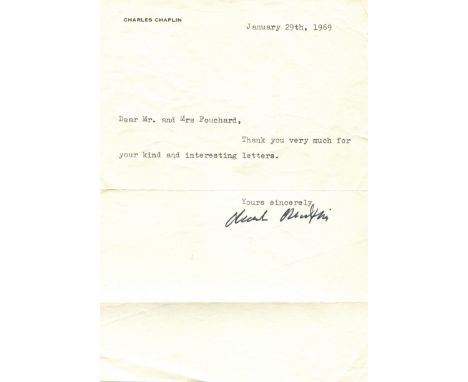 CHARLES CHAPLIN
January 29th, 1969
Dear Mr. and Mrs Fouchard,
Thank you very much for
your kind and interesting letters.
Yours sincerely,